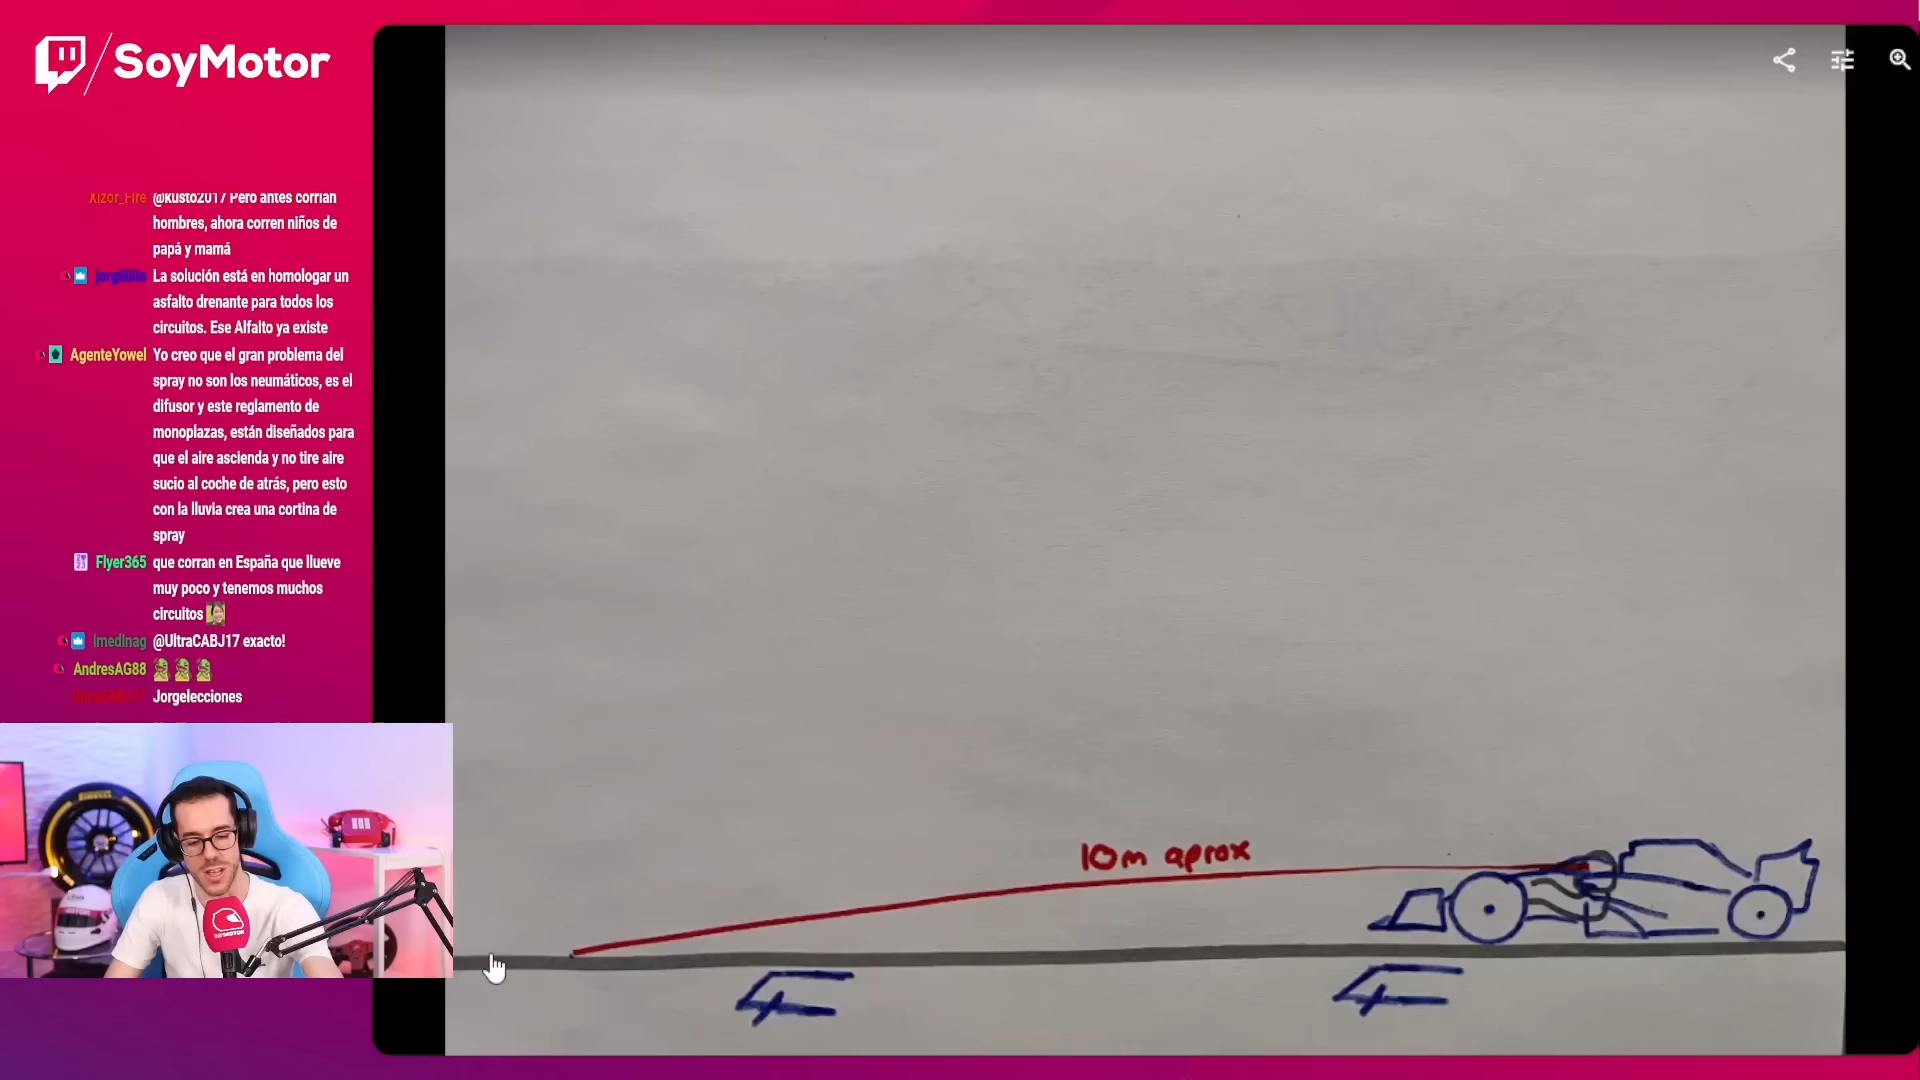 SoyMotor
Xizor_Fire @kusto2017 Pero antes corrían
hombres, ahora corren niños de
papá y mamá
La solución está en homologar un
asfalto drenante para todos los
circuitos. Ese Alfalto ya existe
AgenteYowel Yo creo que el gran problema del
spray no son los neumáticos, es el
difusor y este reglamento de
monoplazas, están diseñados para
que el aire ascienda y no tire aire
sucio al coche de atrás, pero esto
con la lluvia crea una cortina de
spray
Flyer365 que corran en España que llueve
muy poco y tenemos muchos
circuitos
imedinag @UltraCABJ17 exacto!
AndresAG88
UltraCABJ17 Jorgelecciones
10m aprox